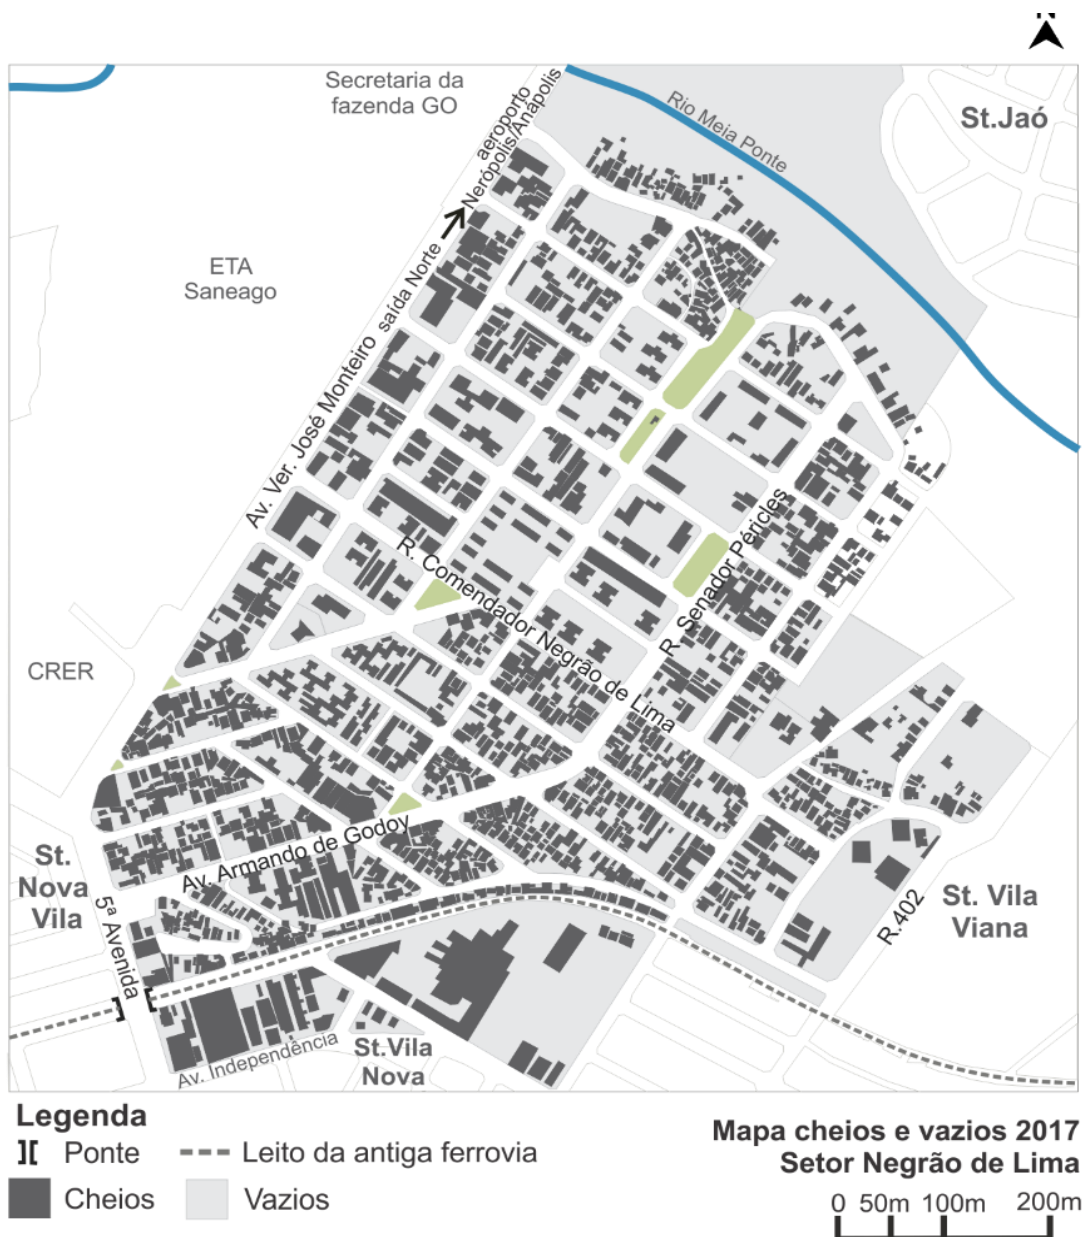 N
Secretaria da
fazenda GO
aeroporto
Nerópolis/Anápolis
Rio Meia Ponte
St.Jaó
ETA
Saneago
saída Norte
Av. Ver. José Monteiro
R. Comendador Negrão de Lima
R. Senador Péricles
CRER
Av. Armando de Godoy
St.
Nova
Vila
5ª Avenida
R.402
St. Vila
Viana
Av. Independência
St.Vila
Nova
Legenda
Ponte
Leito da antiga ferrovia
Cheios
Vazios
Mapa cheios e vazios 2017
Setor Negrão de Lima
0 50m 100m 200m